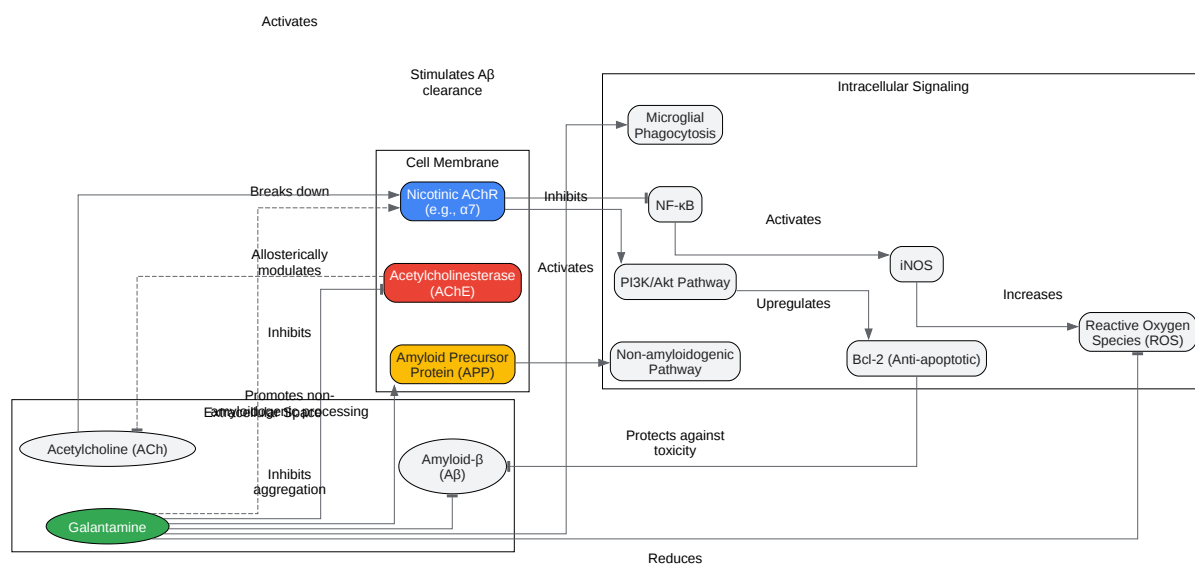 Activates
Stimulates Aβ
clearance
Intracellular Signaling
Microglial
Phagocytosis
Cell Membrane
Breaks down
Nicotinic AChR
(e.g., α7)
Inhibits
NF-κB
Activates
Allosterically
modulates
Acetylcholinesterase
(AChE)
Activates
PI3K/Akt Pathway
iNOS
Upregulates
Increases
Inhibits
Reactive Oxygen
Species (ROS)
Amyloid Precursor
Protein (APP)
Non-amyloidogenic
Pathway
Bcl-2 (Anti-apoptotic)
Promotes non-
amyloidogenic processing
Extracellular Space
Acetylcholine (ACh)
Amyloid-β
(Aβ)
Protects against
toxicity
Inhibits
aggregation
Galantamine
Reduces